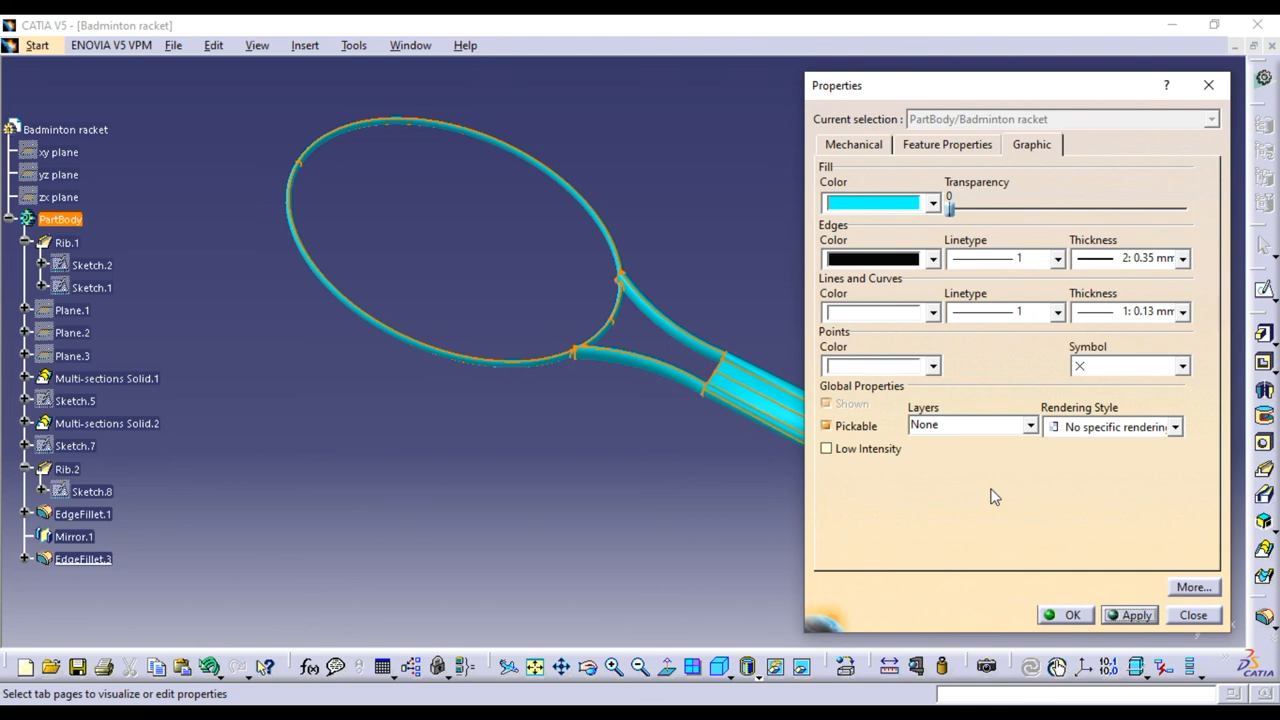 CATIA V5 - [Badminton racket]
Start ENOVIA V5 VPM File Edit View Insert Tools Window Help
Badminton racket
xy plane
yz plane
zx plane
PartBody
Rib.1
Sketch.2
Sketch.1
Plane.1
Plane.2
Plane.3
Multi-sections Solid.1
Sketch.5
Multi-sections Solid.2
Sketch.7
Rib.2
Sketch.8
EdgeFillet.1
Mirror.1
EdgeFillet.3
Properties ?
Current selection : PartBody/Badminton racket
Mechanical Feature Properties Graphic
Fill
Color Transparency
0
Edges
Color Linetype Thickness
1 2: 0.35 mm
Lines and Curves
Color Linetype Thickness
1 1: 0.13 mm
Points
Color Symbol
Global Properties
Shown Layers Rendering Style
Pickable None No specific rendering
Low Intensity
More...
OK Apply Close
f(x) 10,0
CATIA
Select tab pages to visualize or edit properties